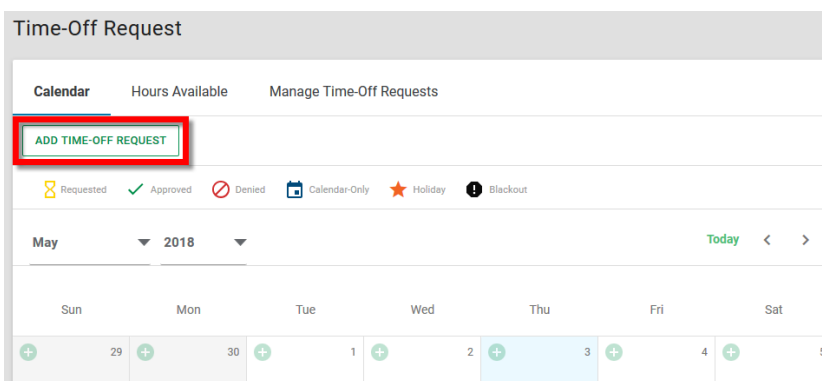 Time-Off Request
Calendar Hours Available Manage Time-Off Requests
ADD TIME-OFF REQUEST
Requested Approved Denied Calendar-Only Holiday Blackout
May 2018 Today
Sun Mon Tue Wed Thu Fri Sat
29 30 1 2 3 4